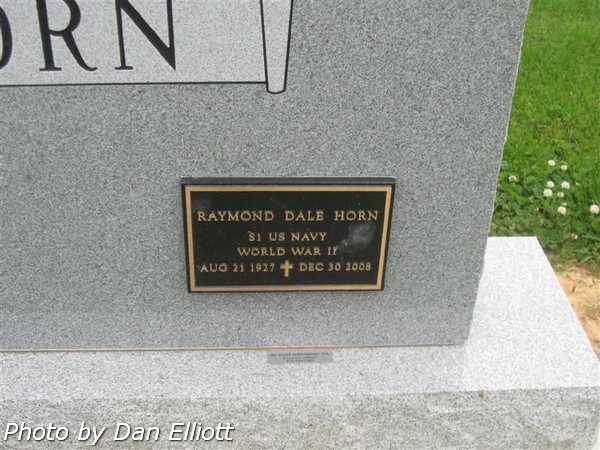 ORN
RAYMOND DALE HORN
S1 US NAVY
WORLD WAR II
AUG 21 1927 ✝ DEC 30 2008
Photo by Dan Elliott